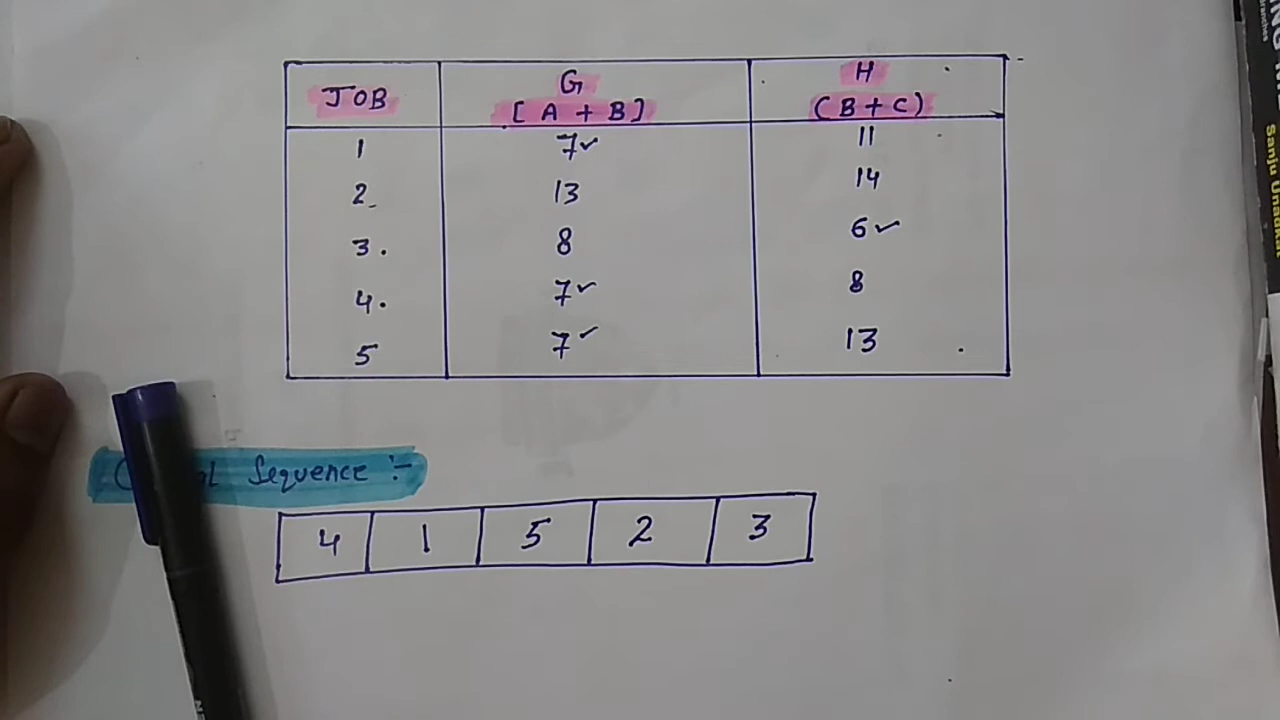 JOB G H
[A + B] (B + C)
1 7✓ 11
2 13 14
3. 8 6✓
4. 7✓ 8
5 7✓ 13
Sequence :-
4 1 5 2 3
Sanju